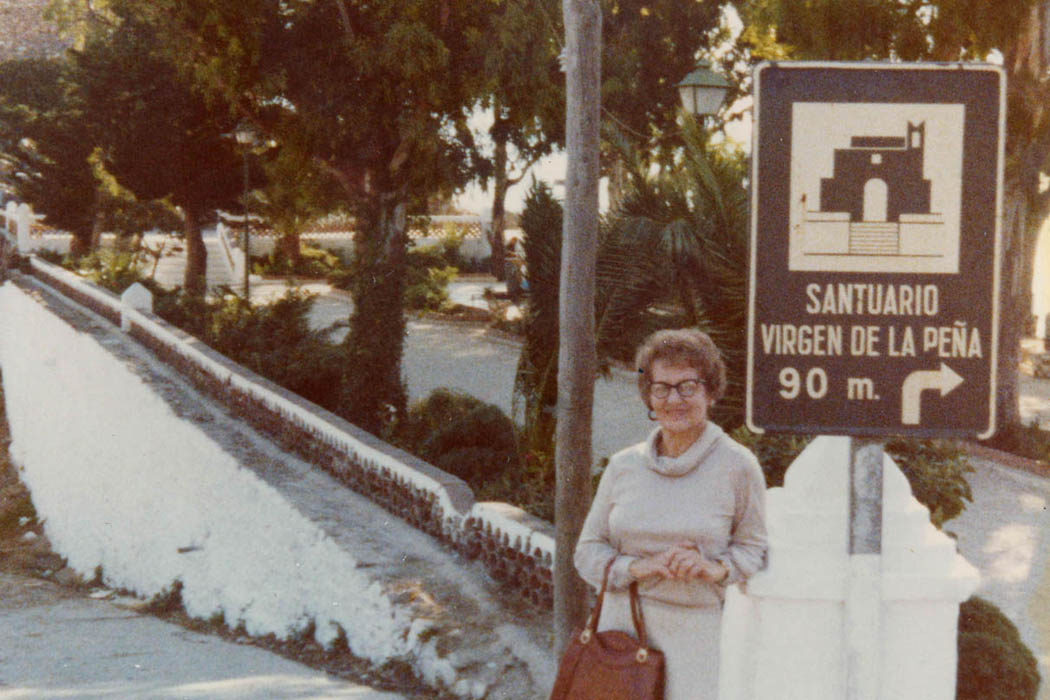 SANTUARIO
VIRGEN DE LA PEÑA
90 m.